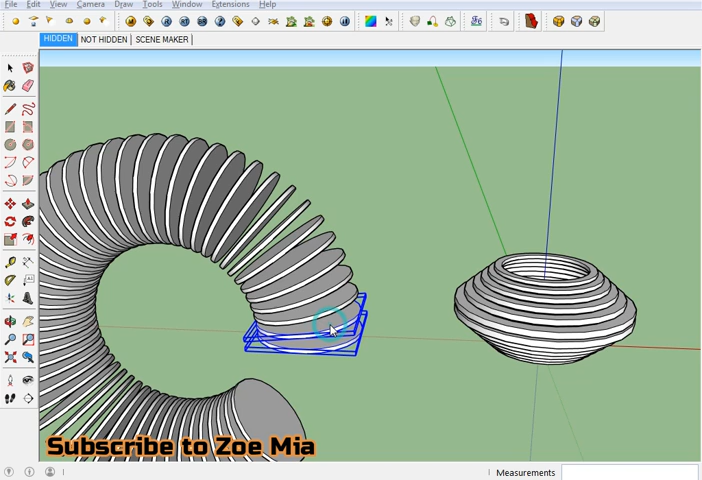 File Edit View Camera Draw Tools Window Extensions Help
HIDDEN NOT HIDDEN SCENE MAKER
Subscribe to Zoe Mia
Measurements